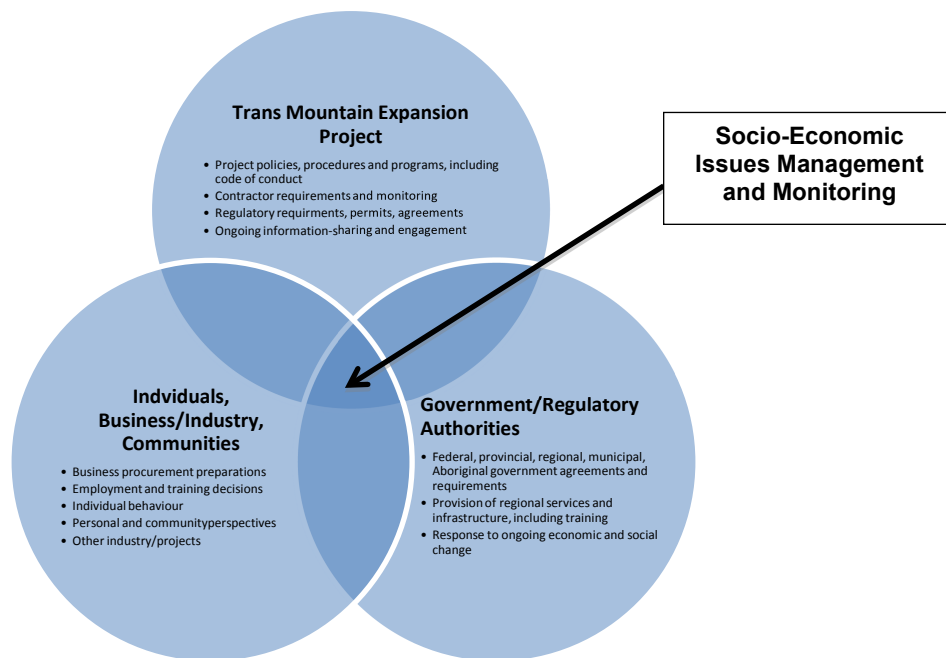 Trans Mountain Expansion
Project
• Project policies, procedures and programs, including
code of conduct
• Contractor requirements and monitoring
• Regulatory requirments, permits, agreements
• Ongoing information-sharing and engagement
Socio-Economic
Issues Management
and Monitoring
Indviduals,
Business/Industry,
Communities
• Business procurement preparations
• Employment and training decisions
• Individual behaviour
• Personal and communityperspectives
• Other industry/projects
Government/Regulatory
Authorities
• Federal, provincial, regional, municipal,
Aboriginal government agreements and
requirements
• Provision of regional services and
infrastructure, including training
• Response to ongoing economic and social
change